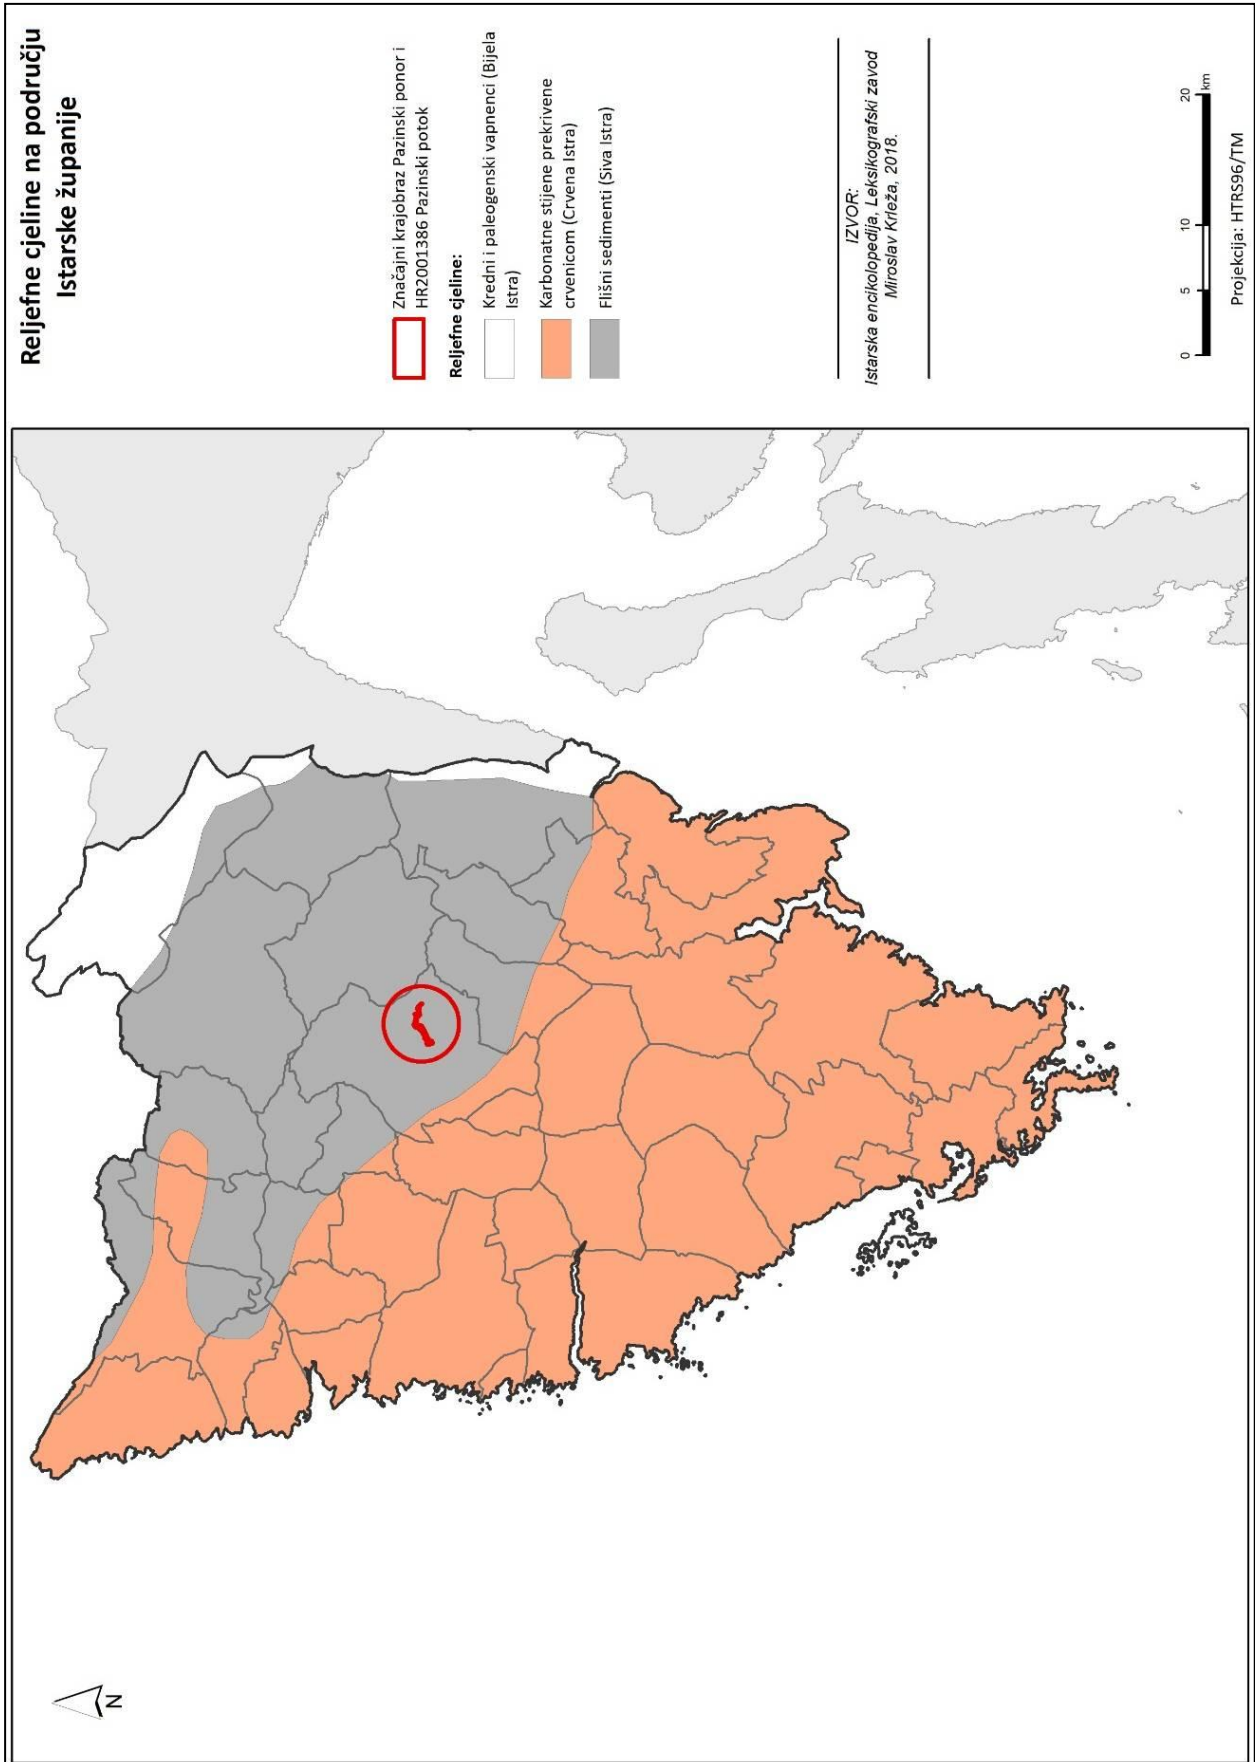 Reljefne cjeline na području
Istarske županije
Značajni krajobraz Pazinski ponor i
HR2001386 Pazinski potok
Reljefne cjeline:
Kredni i paleogenski vapnenci (Bijela
Istra)
Karbonatne stijene prekrivene
crvenicom (Crvena Istra)
Flišni sedimenti (Siva Istra)
IZVOR:
Istarska encikolopedija, Leksikografski zavod
Miroslav Krleža, 2018.
0 5 10 20
km
Projekcija: HTRS96/TM
N